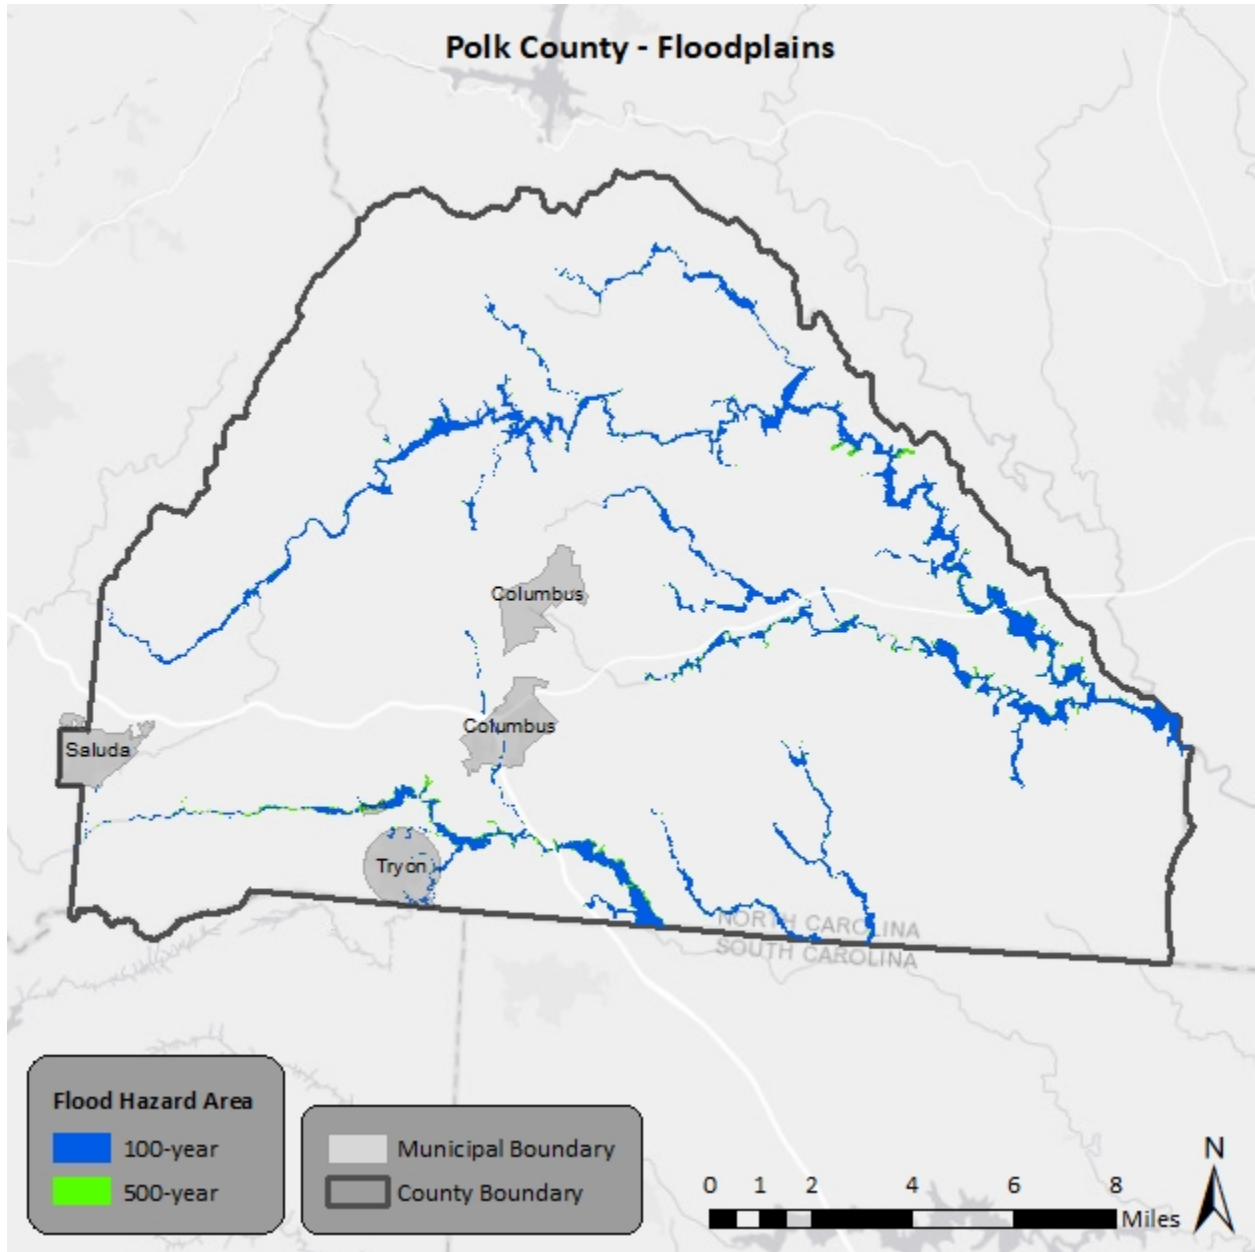 Polk County - Floodplains
Columbus
Columbus
Saluda
Tryon
NORTH CAROLINA
SOUTH CAROLINA
Flood Hazard Area
100-year
500-year
Municipal Boundary
County Boundary
0 1 2 4 6 8
Miles
N